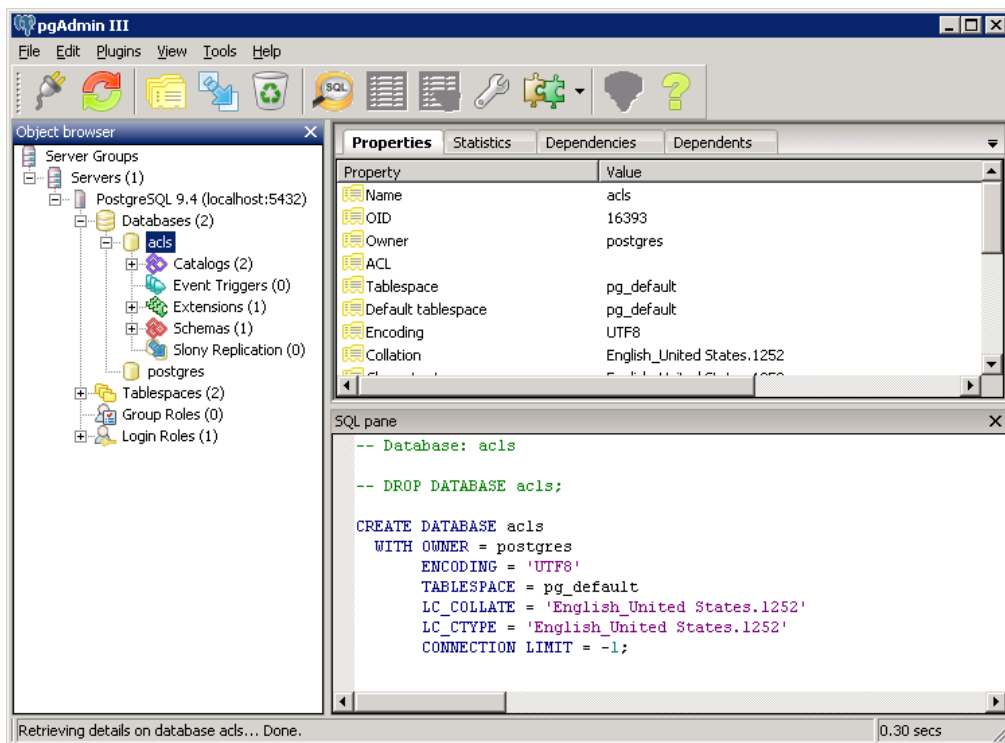 pgAdmin III
File Edit Plugins View Tools Help
SQL
Object browser
Server Groups
Servers (1)
PostgreSQL 9.4 (localhost:5432)
Databases (2)
acls
Catalogs (2)
Event Triggers (0)
Extensions (1)
Schemas (1)
Slony Replication (0)
postgres
Tablespaces (2)
Group Roles (0)
Login Roles (1)
Properties Statistics Dependencies Dependents
Property Value
Name acls
OID 16393
Owner postgres
ACL
Tablespace pg_default
Default tablespace pg_default
Encoding UTF8
Collation English_United States.1252
SQL pane
-- Database: acls
-- DROP DATABASE acls;
CREATE DATABASE acls
WITH OWNER = postgres
ENCODING = 'UTF8'
TABLESPACE = pg_default
LC_COLLATE = 'English_United States.1252'
LC_CTYPE = 'English_United States.1252'
CONNECTION LIMIT = -1;
Retrieving details on database acls... Done.
0.30 secs